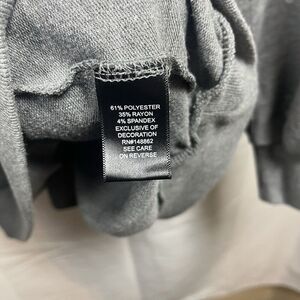 61% POLYESTER
35% RAYON
4% SPANDEX
EXCLUSIVE OF
DECORATION
RN#148862
SEE CARE
ON REVERSE